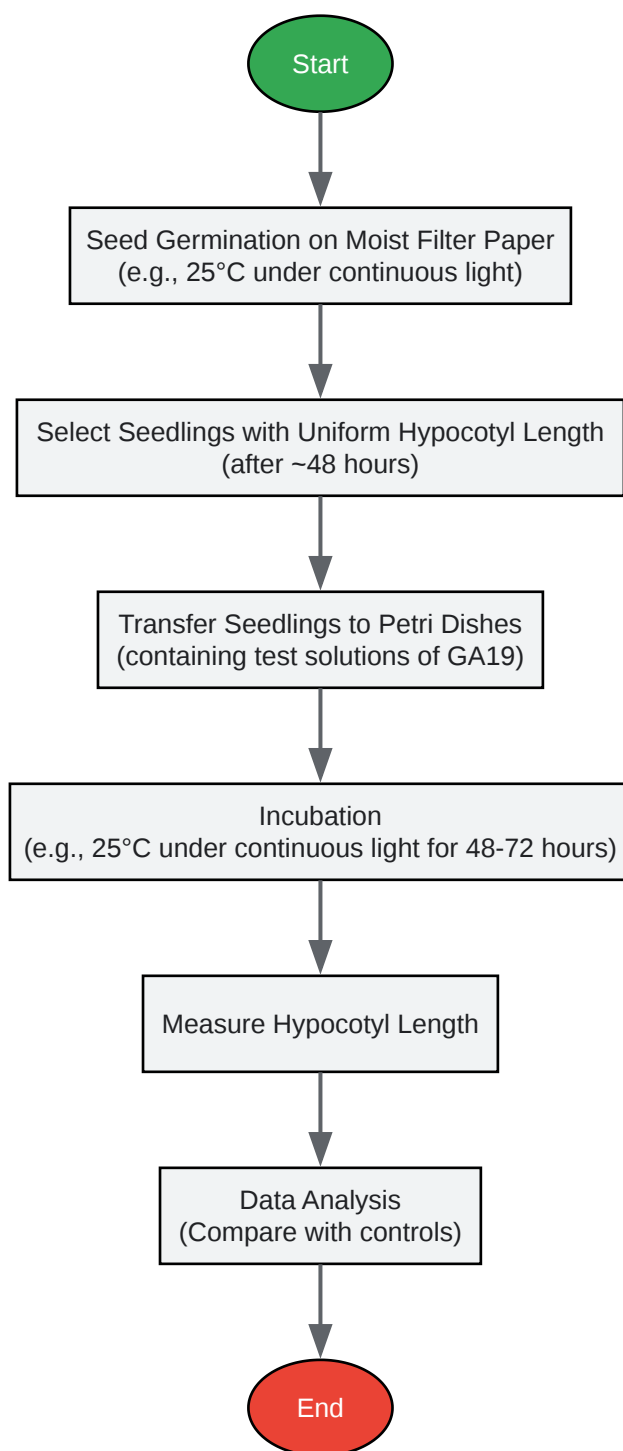 Start
Seed Germination on Moist Filter Paper
(e.g., 25°C under continuous light)
Select Seedlings with Uniform Hypocotyl Length
(after ~48 hours)
Transfer Seedlings to Petri Dishes
(containing test solutions of GA19)
Incubation
(e.g., 25°C under continuous light for 48-72 hours)
Measure Hypocotyl Length
Data Analysis
(Compare with controls)
End